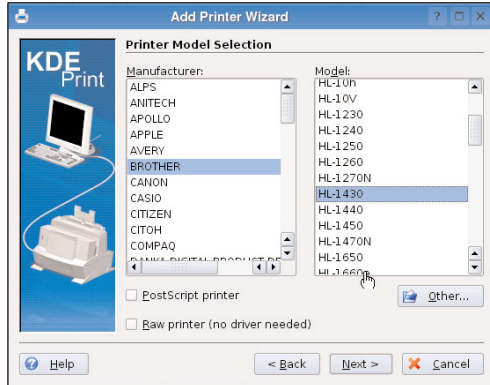 Add Printer Wizard
KDE
Print
Printer Model Selection
Manufacturer:
ALPS
ANITECH
APOLLO
APPLE
AVERY
BROTHER
CANON
CASIO
CITIZEN
CITOH
COMPAQ
Model:
HL-10h
HL-10V
HL-1230
HL-1240
HL-1250
HL-1260
HL-1270N
HL-1430
HL-1440
HL-1450
HL-1470N
HL-1650
PostScript printer
Other...
Raw printer (no driver needed)
Help
< Back
Next >
Cancel